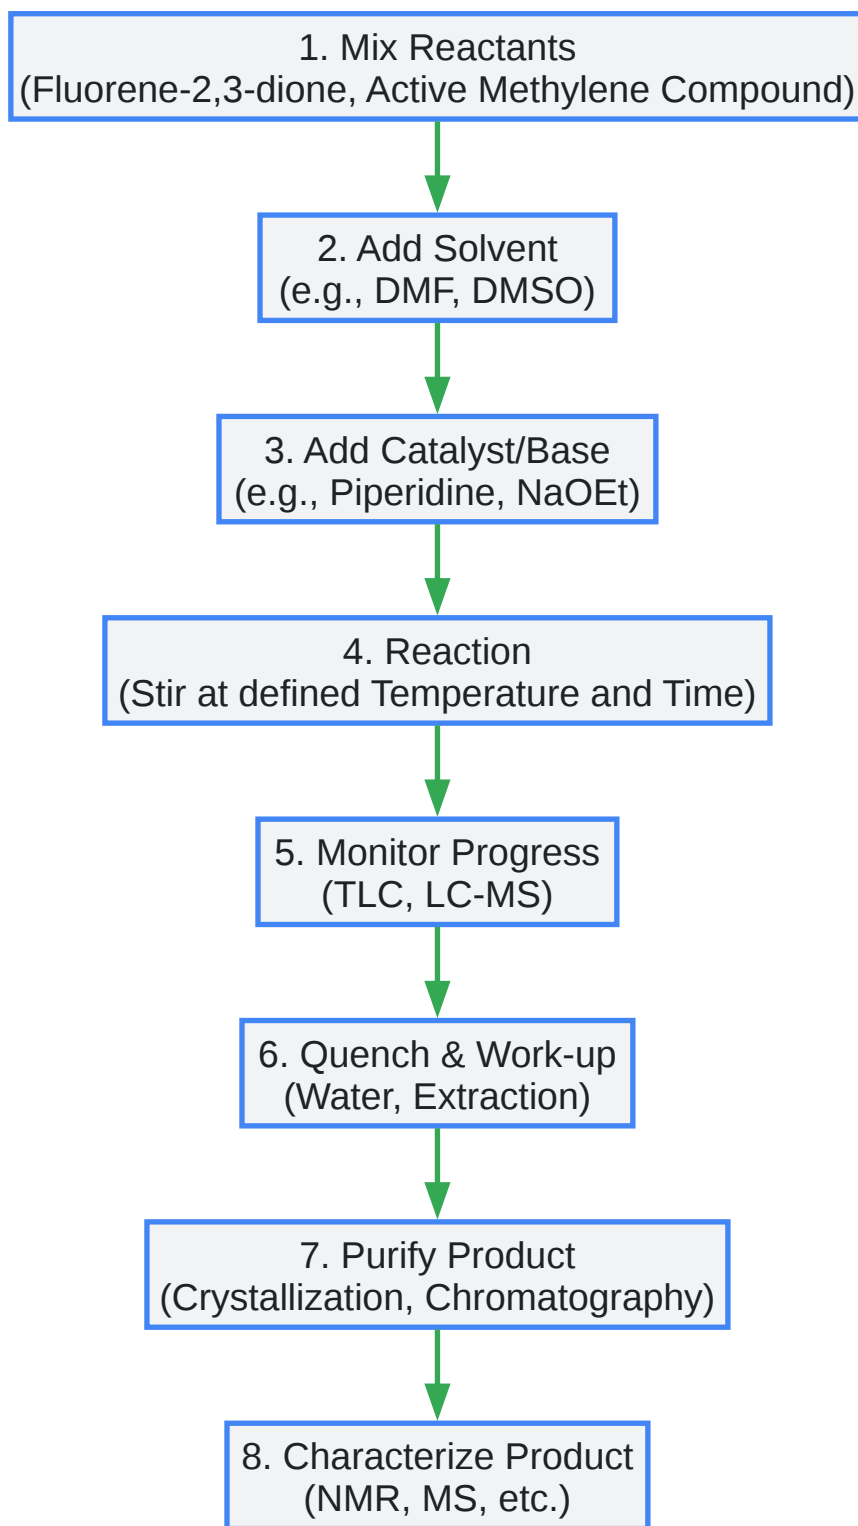 1. Mix Reactants
(Fluorene-2,3-dione, Active Methylene Compound)
2. Add Solvent
(e.g., DMF, DMSO)
3. Add Catalyst/Base
(e.g., Piperidine, NaOEt)
4. Reaction
(Stir at defined Temperature and Time)
5. Monitor Progress
(TLC, LC-MS)
6. Quench & Work-up
(Water, Extraction)
7. Purify Product
(Crystallization, Chromatography)
8. Characterize Product
(NMR, MS, etc.)